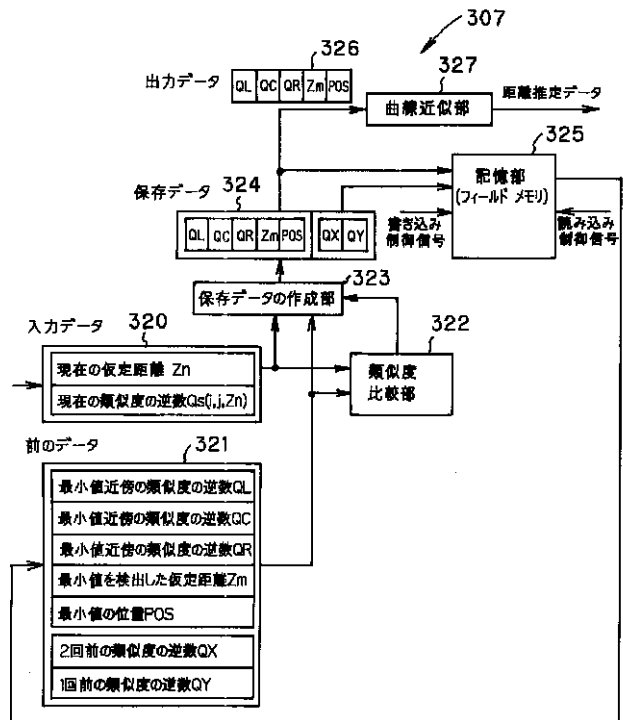 307
326
出力データ
QL QC QR Zm POS
327
曲線近似部
距離推定データ
325
記憶部
(フィールド メモリ)
書き込み
制御信号
読み込み
制御信号
保存データ
324
QL QC QR Zm POS QX QY
323
保存データの作成部
入力データ
320
現在の仮定距離 Zn
現在の類似度の逆数Qs(i,j,Zn)
322
類似度
比較部
前のデータ
321
最小値近傍の類似度の逆数QL
最小値近傍の類似度の逆数QC
最小値近傍の類似度の逆数QR
最小値を検出した仮定距離Zm
最小値の位置POS
2回前の類似度の逆数QX
1回前の類似度の逆数QY